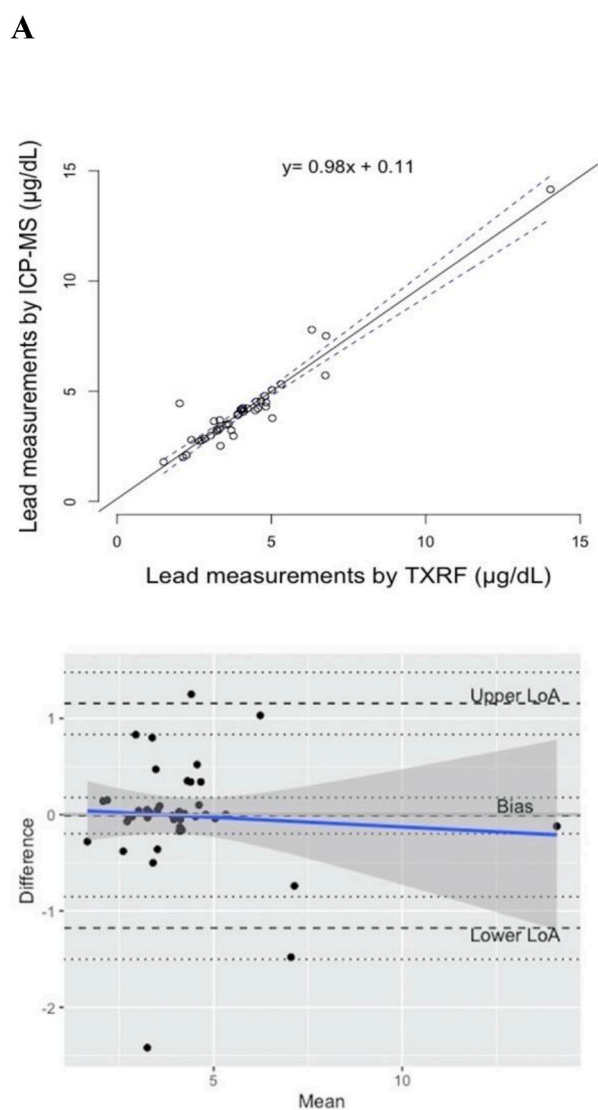 A
y= 0.98x + 0.11
Lead measurements by ICP-MS (µg/dL)
15
10
5
0
0 5 10 15
Lead measurements by TXRF (µg/dL)
Upper LoA
1
Bias
0
Difference
-1
Lower LoA
-2
5 10
Mean